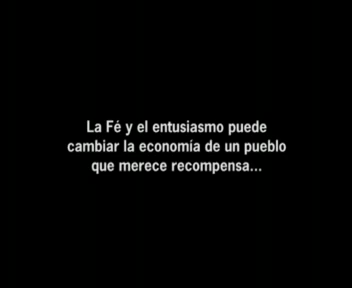 La Fé y el entusiasmo puede
cambiar la economía de un pueblo
que merece recompensa...